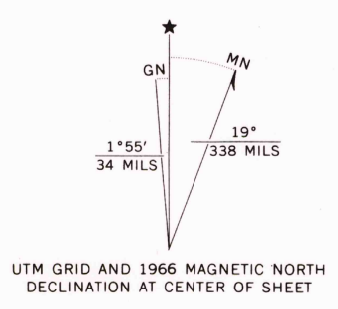 ★
GN
MN
1°55′
34 MILS
19°
338 MILS
UTM GRID AND 1966 MAGNETIC NORTH
DECLINATION AT CENTER OF SHEET